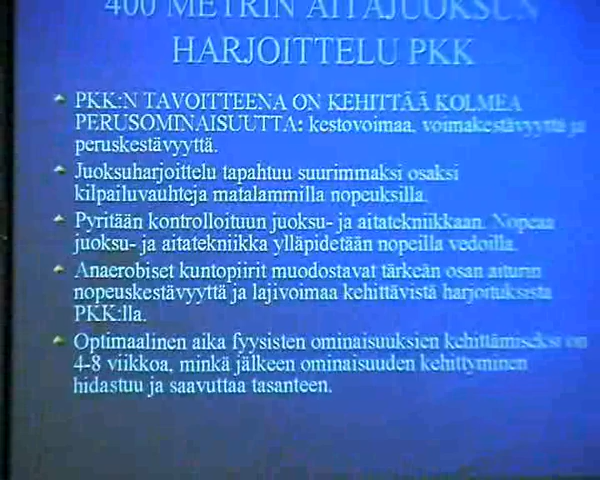 400 METRIN AITAJUOKSUN
HARJOITTELU PKK
PKK:N TAVOITTEENA ON KEHITTÄÄ KOLMEA
PERUSOMINAISUUTTA: kestovoimaa, voimakestävyyttä ja
peruskestävyyttä.
Juoksuharjoittelu tapahtuu suurimmaksi osaksi
kilpailuvauhteja matalammilla nopeuksilla.
Pyritään kontrolloituun juoksu- ja aitatekniikkaan. Nopeaa
juoksu- ja aitatekniikka ylläpidetään nopeilla vedoilla.
Anaerobiset kuntopiirit muodostavat tärkeän osan aiturin
nopeuskestävyyttä ja lajivoimaa kehittävistä harjoituksista
PKK:lla.
Optimaalinen aika fyysisten ominaisuuksien kehittämiseksi on
4-8 viikkoa, minkä jälkeen ominaisuuden kehittyminen
hidastuu ja saavuttaa tasanteen.